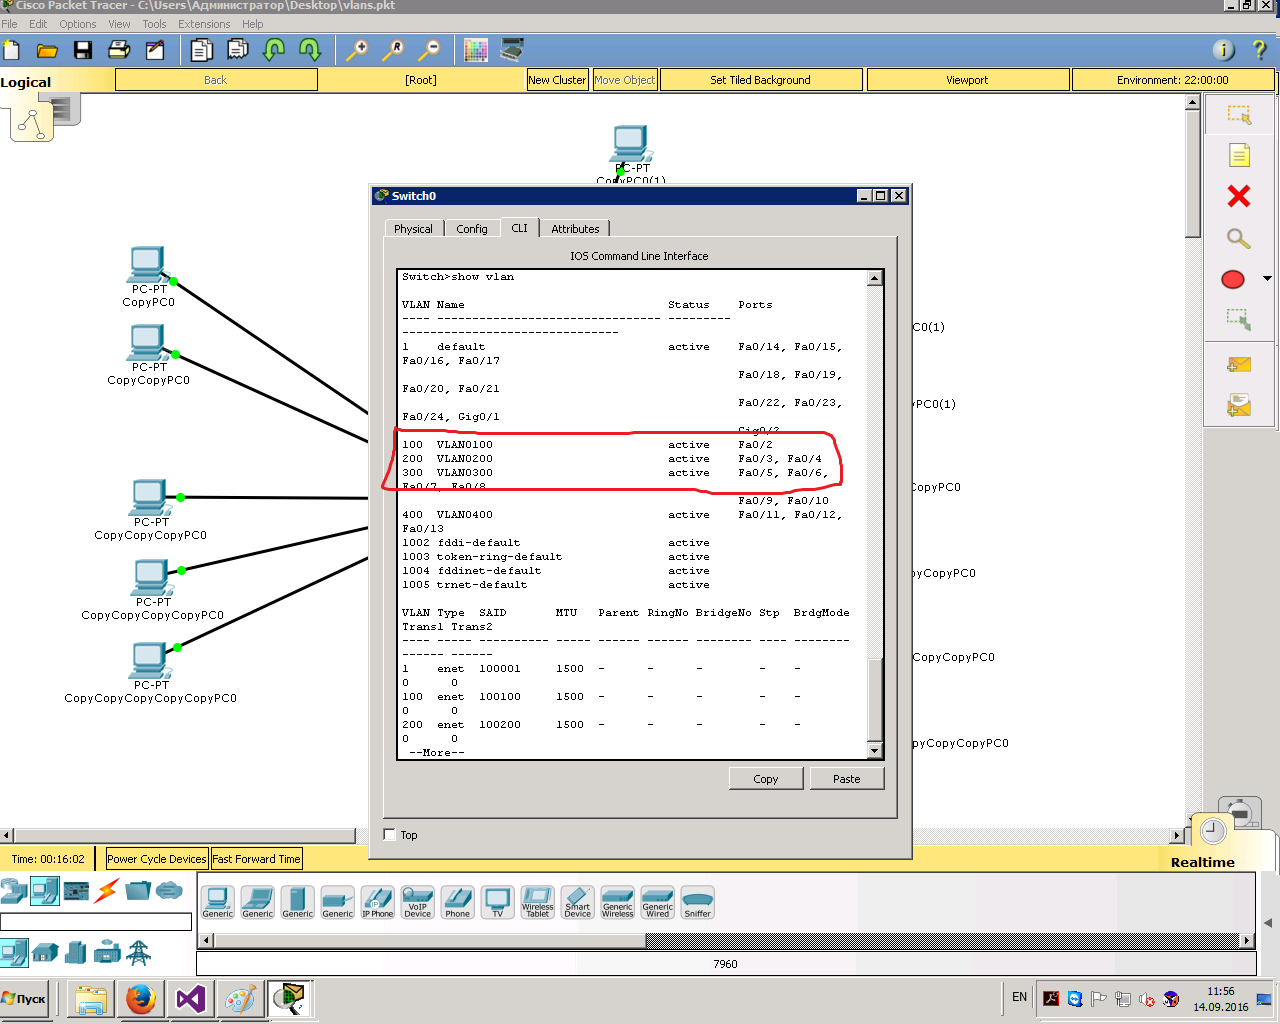 Cisco Packet Tracer - C:\Users\Администратор\Desktop\vlans.pkt
File Edit Options View Tools Extensions Help
Logical
Back
[Root]
New Cluster
Move Object
Set Tiled Background
Viewport
Environment: 22:00:00
PC-PT
CopyPC0(1)
PC-PT
CopyPC0
PC-PT
CopyCopyPC0
PC-PT
CopyCopyCopyPC0
PC-PT
CopyCopyCopyCopyPC0
PC-PT
CopyCopyCopyCopyCopyPC0
Switch0
Physical
Config
CLI
Attributes
IOS Command Line Interface
Switch>show vlan
VLAN Name Status Ports
---- -------------------------------- ---------
-------------------------------
1 default active Fa0/14, Fa0/15,
Fa0/16, Fa0/17
Fa0/18, Fa0/19,
Fa0/20, Fa0/21
Fa0/22, Fa0/23,
Fa0/24, Gig0/1
Gig0/2
100 VLAN0100 active Fa0/2
200 VLAN0200 active Fa0/3, Fa0/4
300 VLAN0300 active Fa0/5, Fa0/6,
Fa0/7, Fa0/8
Fa0/9, Fa0/10
400 VLAN0400 active Fa0/11, Fa0/12,
Fa0/13
1002 fddi-default active
1003 token-ring-default active
1004 fddinet-default active
1005 trnet-default active
VLAN Type SAID MTU Parent RingNo BridgeNo Stp BrdgMode
Trans1 Trans2
---- ----- ---------- ----- ------ ------ -------- ---- --------
------ ------
1 enet 100001 1500 - - - - -
0 0
100 enet 100100 1500 - - - - -
0 0
200 enet 100200 1500 - - - - -
0 0
--More--
Copy
Paste
Top
C0(1)
yPC0(1)
CopyPC0
yCopyPC0
CopyCopyPC0
pyCopyCopyPC0
Time: 00:16:02
Power Cycle Devices
Fast Forward Time
Realtime
Generic
Generic
Generic
Generic
IP Phone
VoIP Device
Phone
TV
Wireless Tablet
Smart Device
Generic Wireless
Generic Wired
Sniffer
7960
Пуск
EN
11:56
14.09.2016